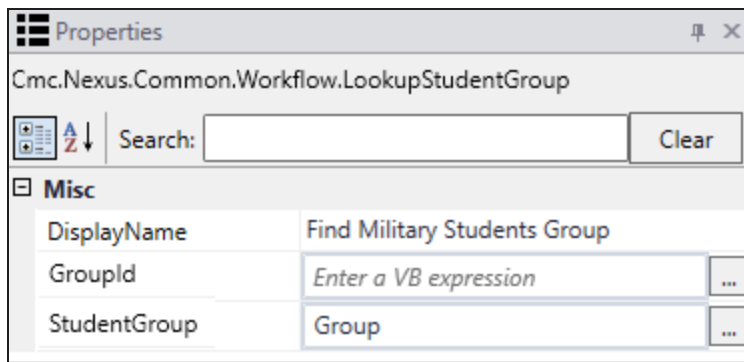 Properties
Cmc.Nexus.Common.Workflow.LookupStudentGroup
A Z Search: Clear
Misc
DisplayName Find Military Students Group
GroupId Enter a VB expression ...
StudentGroup Group ...